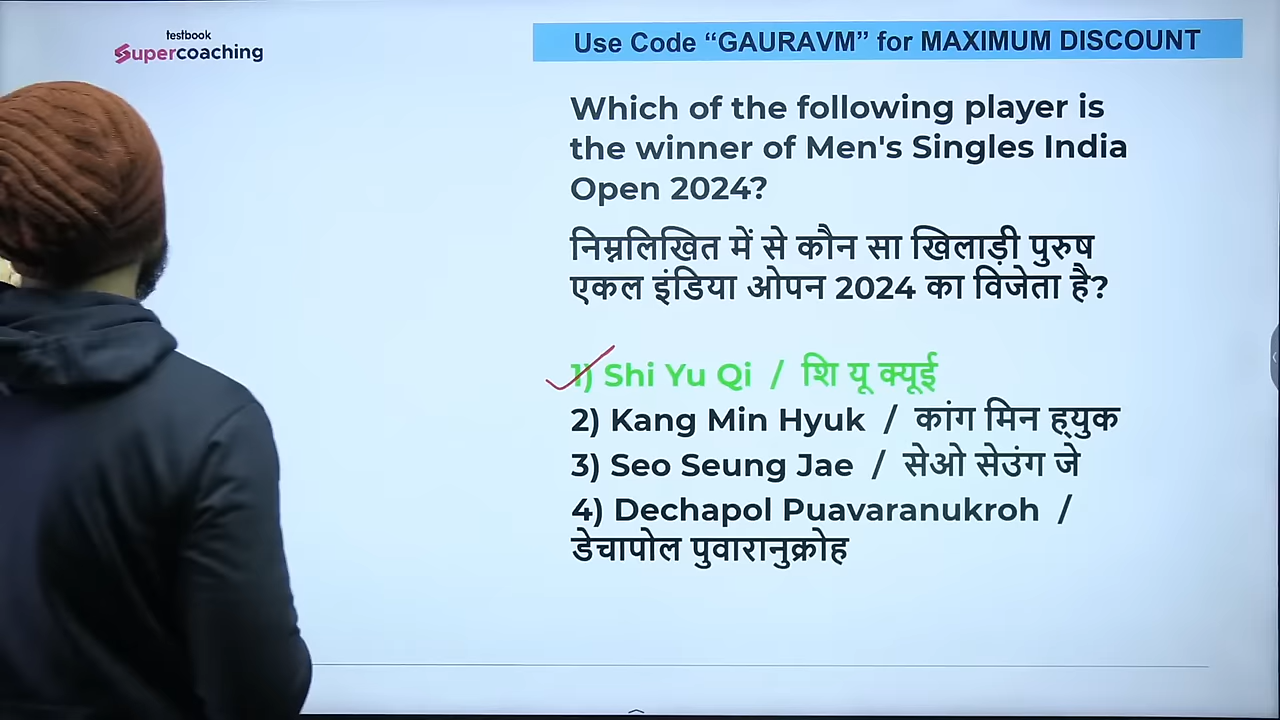 testbook
Supercoaching
Use Code “GAURAVM” for MAXIMUM DISCOUNT
Which of the following player is
the winner of Men's Singles India
Open 2024?
निम्नलिखित में से कौन सा खिलाड़ी पुरुष
एकल इंडिया ओपन 2024 का विजेता है?
1) Shi Yu Qi / शि यू क्यूई
2) Kang Min Hyuk / कांग मिन ह्युक
3) Seo Seung Jae / सेओ सेउंग जे
4) Dechapol Puavaranukroh /
डेचापोल पुवारानुक्रोह